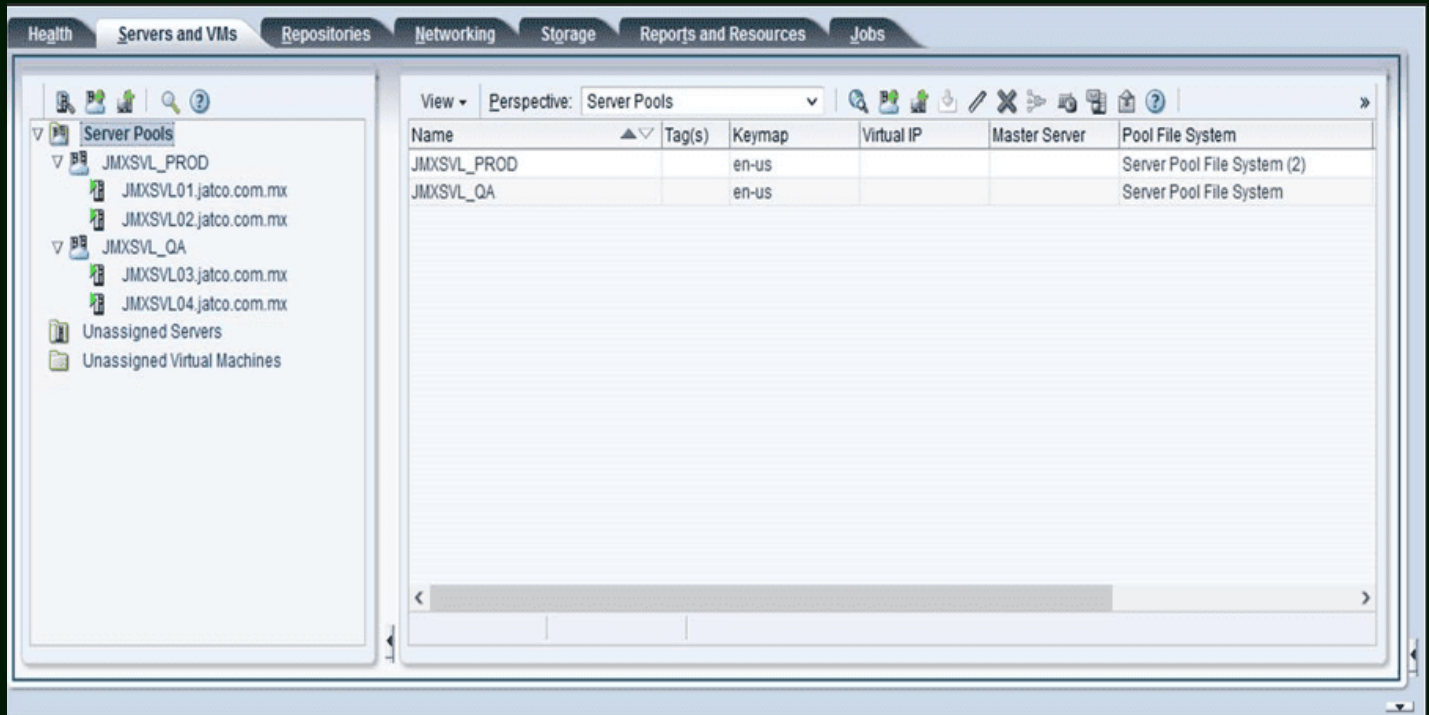 Health Servers and VMs Repositories Networking Storage Reports and Resources Jobs
View Perspective: Server Pools
Server Pools
JMXSVL_PROD
JMXSVL01.jatco.com.mx
JMXSVL02.jatco.com.mx
JMXSVL_QA
JMXSVL03.jatco.com.mx
JMXSVL04.jatco.com.mx
Unassigned Servers
Unassigned Virtual Machines
Name Tag(s) Keymap Virtual IP Master Server Pool File System
JMXSVL_PROD en-us Server Pool File System (2)
JMXSVL_QA en-us Server Pool File System